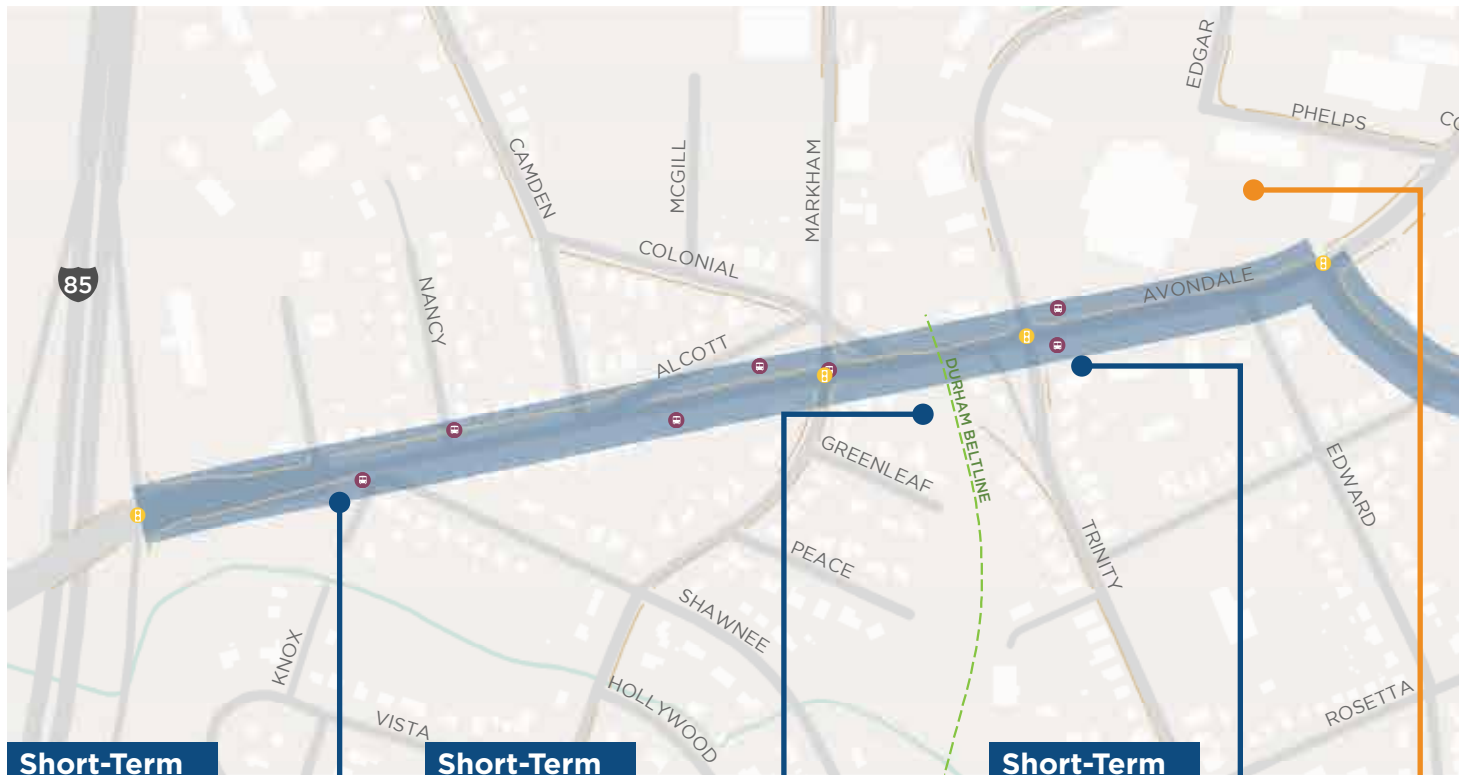 EDGAR
PHELPS
CO
CAMDEN
MCGILL
MARKHAM
COLONIAL
85
NANCY
AVONDALE
ALCOTT
DURHAM BELTLINE
GREENLEAF
EDWARD
PEACE
TRINITY
SHAWNEE
KNOX
HOLLYWOOD
ROSETTA
VISTA
Short-Term
Short-Term
Short-Term